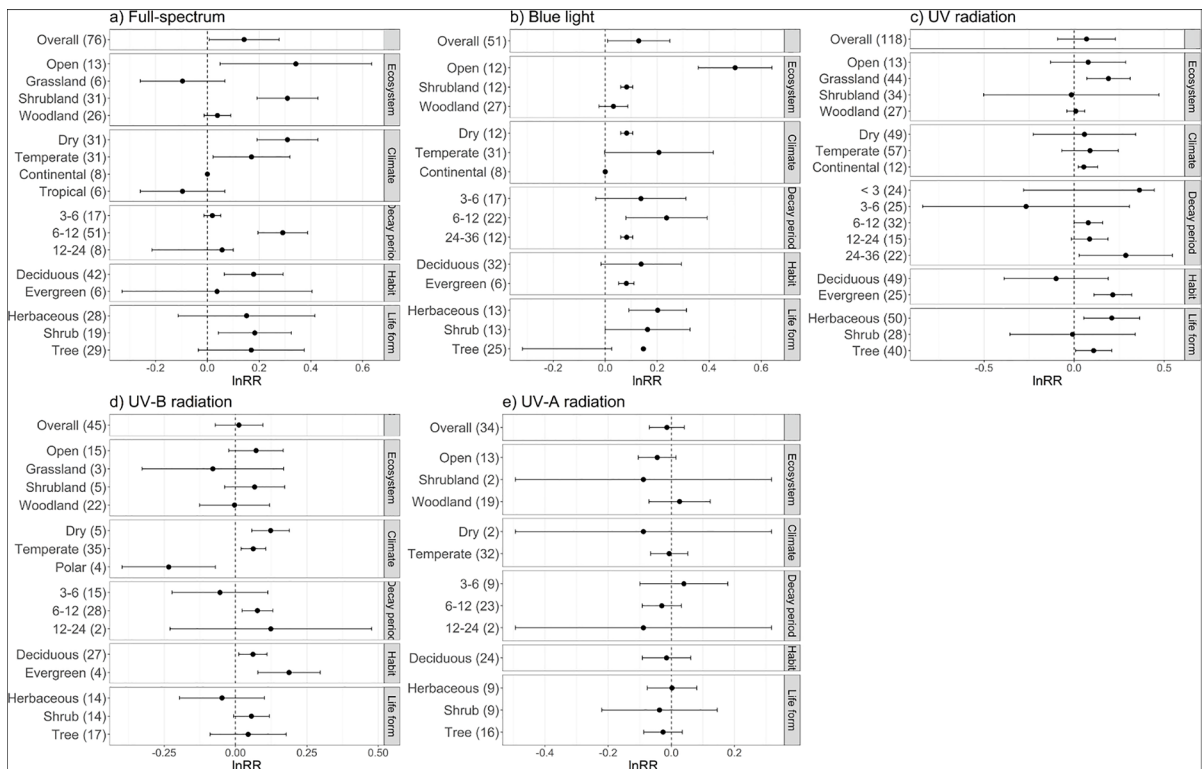 a) Full-spectrum
Overall (76)
Open (13)
Grassland (6)
Shrubland (31)
Woodland (26)
Ecosystem
Dry (31)
Temperate (31)
Continental (8)
Tropical (6)
Climate
3-6 (17)
6-12 (51)
12-24 (8)
Decay period
Deciduous (42)
Evergreen (6)
Habit
Herbaceous (28)
Shrub (19)
Tree (29)
Life form
-0.2 0.0 0.2 0.4 0.6
lnRR
b) Blue light
Overall (51)
Open (12)
Shrubland (12)
Woodland (27)
Ecosystem
Dry (12)
Temperate (31)
Continental (8)
Climate
3-6 (17)
6-12 (22)
24-36 (12)
Decay period
Deciduous (32)
Evergreen (6)
Habit
Herbaceous (13)
Shrub (13)
Tree (25)
Life form
-0.2 0.0 0.2 0.4 0.6
lnRR
c) UV radiation
Overall (118)
Open (13)
Grassland (44)
Shrubland (34)
Woodland (27)
Ecosystem
Dry (49)
Temperate (57)
Continental (12)
Climate
< 3 (24)
3-6 (25)
6-12 (32)
12-24 (15)
24-36 (22)
Decay period
Deciduous (49)
Evergreen (25)
Habit
Herbaceous (50)
Shrub (28)
Tree (40)
Life form
-0.5 0.0 0.5
lnRR
d) UV-B radiation
Overall (45)
Open (15)
Grassland (3)
Shrubland (5)
Woodland (22)
Ecosystem
Dry (5)
Temperate (35)
Polar (4)
Climate
3-6 (15)
6-12 (28)
12-24 (2)
Decay period
Deciduous (27)
Evergreen (4)
Habit
Herbaceous (14)
Shrub (14)
Tree (17)
Life form
-0.25 0.00 0.25 0.50
lnRR
e) UV-A radiation
Overall (34)
Open (13)
Shrubland (2)
Woodland (19)
Ecosystem
Dry (2)
Temperate (32)
Climate
3-6 (9)
6-12 (23)
12-24 (2)
Decay period
Deciduous (24)
Habit
Herbaceous (9)
Shrub (9)
Tree (16)
Life form
-0.4 -0.2 0.0 0.2
lnRR